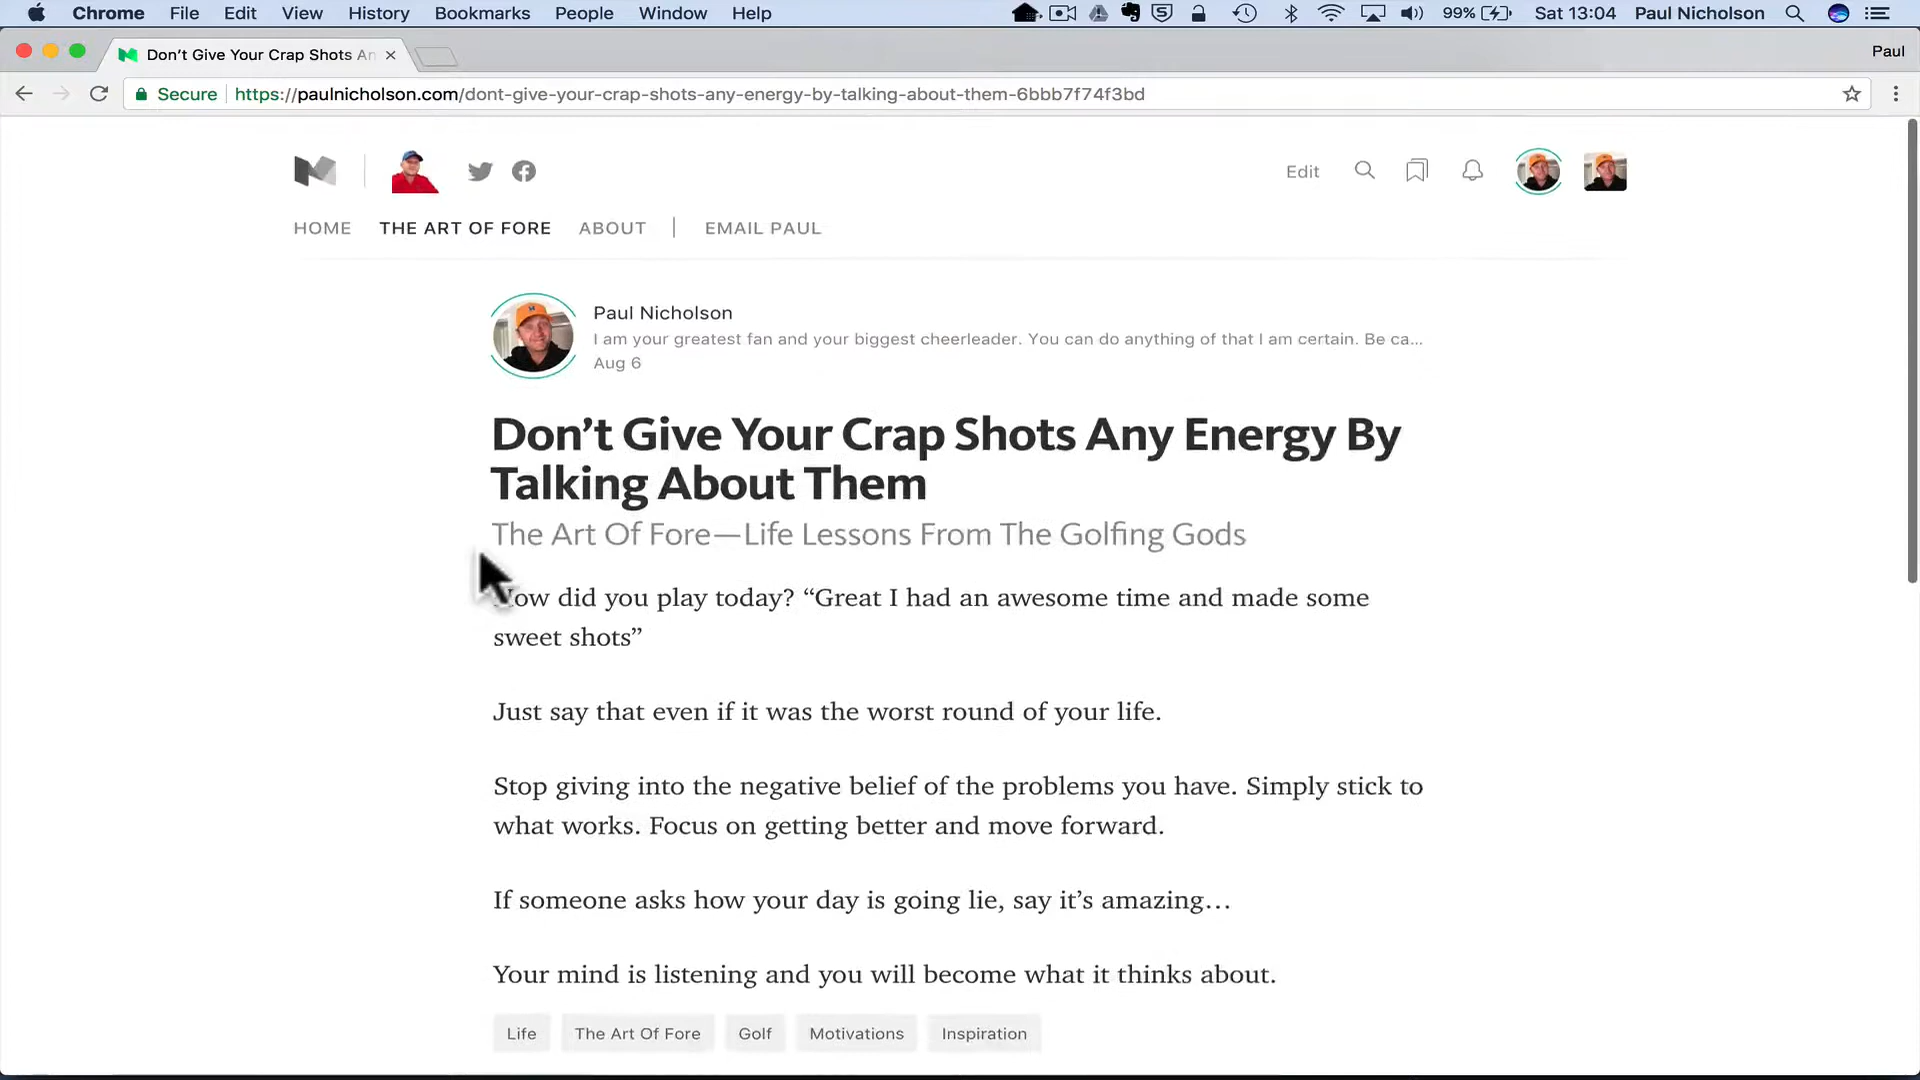 Chrome File Edit View History Bookmarks People Window Help 99% Sat 13:04 Paul Nicholson
Don’t Give Your Crap Shots An
Paul
Secure https://paulnicholson.com/dont-give-your-crap-shots-any-energy-by-talking-about-them-6bbb7f74f3bd
Edit
HOME THE ART OF FORE ABOUT | EMAIL PAUL
Paul Nicholson
I am your greatest fan and your biggest cheerleader. You can do anything of that I am certain. Be ca...
Aug 6
Don’t Give Your Crap Shots Any Energy By
Talking About Them
The Art Of Fore—Life Lessons From The Golfing Gods
How did you play today? “Great I had an awesome time and made some
sweet shots”
Just say that even if it was the worst round of your life.
Stop giving into the negative belief of the problems you have. Simply stick to
what works. Focus on getting better and move forward.
If someone asks how your day is going lie, say it’s amazing…
Your mind is listening and you will become what it thinks about.
Life The Art Of Fore Golf Motivations Inspiration